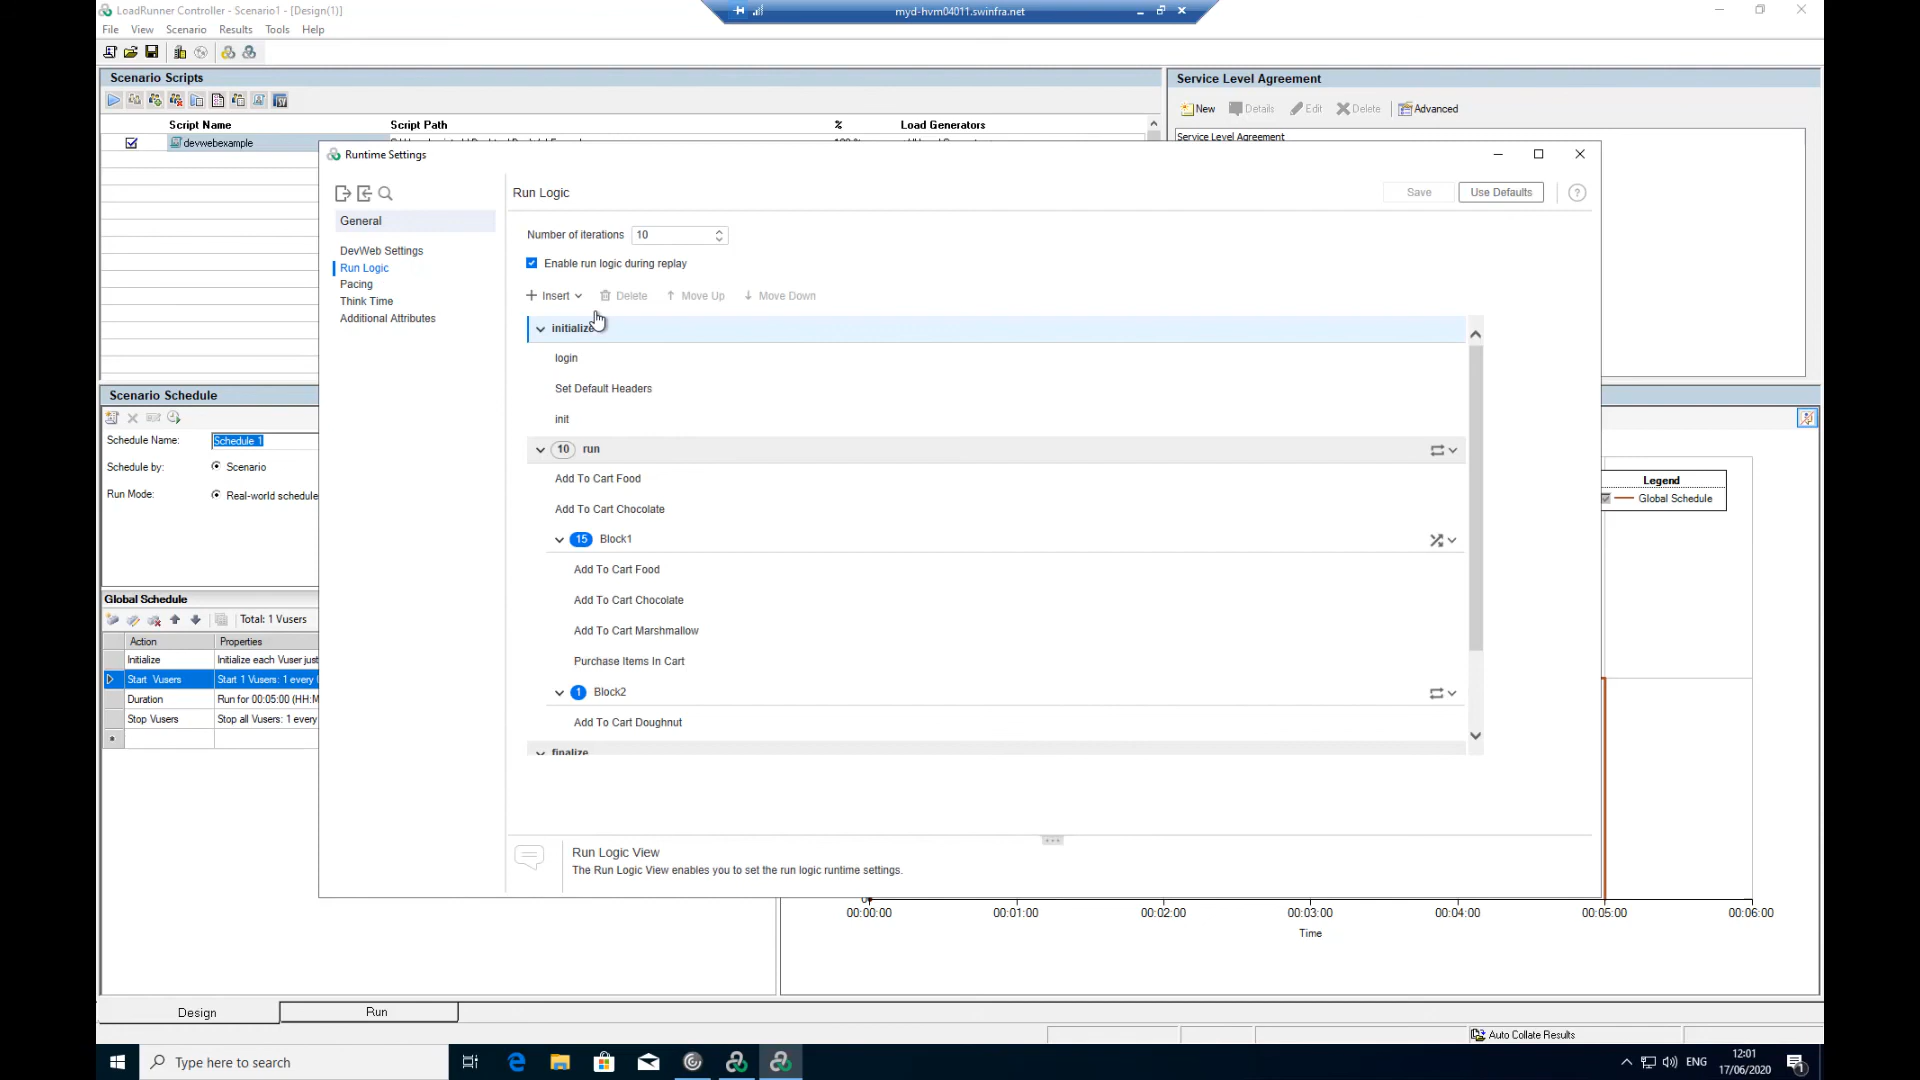 LoadRunner Controller - Scenario1 - [Design(1)]
myd-hvm04011.swinfra.net
File View Scenario Results Tools Help
Scenario Scripts
Service Level Agreement
New Details Edit Delete Advanced
Script Name Script Path % Load Generators
Service Level Agreement
devwebexample
Runtime Settings
Run Logic
Save
Use Defaults
General
Number of iterations 10
DevWeb Settings
Enable run logic during replay
Run Logic
Pacing
Insert Delete Move Up Move Down
Think Time
Additional Attributes
initialize
login
Set Default Headers
init
10 run
Add To Cart Food
Add To Cart Chocolate
15 Block1
Add To Cart Food
Add To Cart Chocolate
Add To Cart Marshmallow
Purchase Items In Cart
1 Block2
Add To Cart Doughnut
finalize
Scenario Schedule
Schedule Name: Schedule 1
Schedule by: Scenario
Run Mode: Real-world schedule
Legend
Global Schedule
Global Schedule
Total: 1 Vusers
Action Properties
Initialize Initialize each Vuser just
Start Vusers Start 1 Vusers: 1 every
Duration Run for 00:05:00
Stop Vusers Stop all Vusers: 1 every
Run Logic View
The Run Logic View enables you to set the run logic runtime settings.
00:00:00 00:01:00 00:02:00 00:03:00 00:04:00 00:05:00 00:06:00
Time
Design Run
Auto Collate Results
Type here to search
ENG
12:01
17/06/2020
1